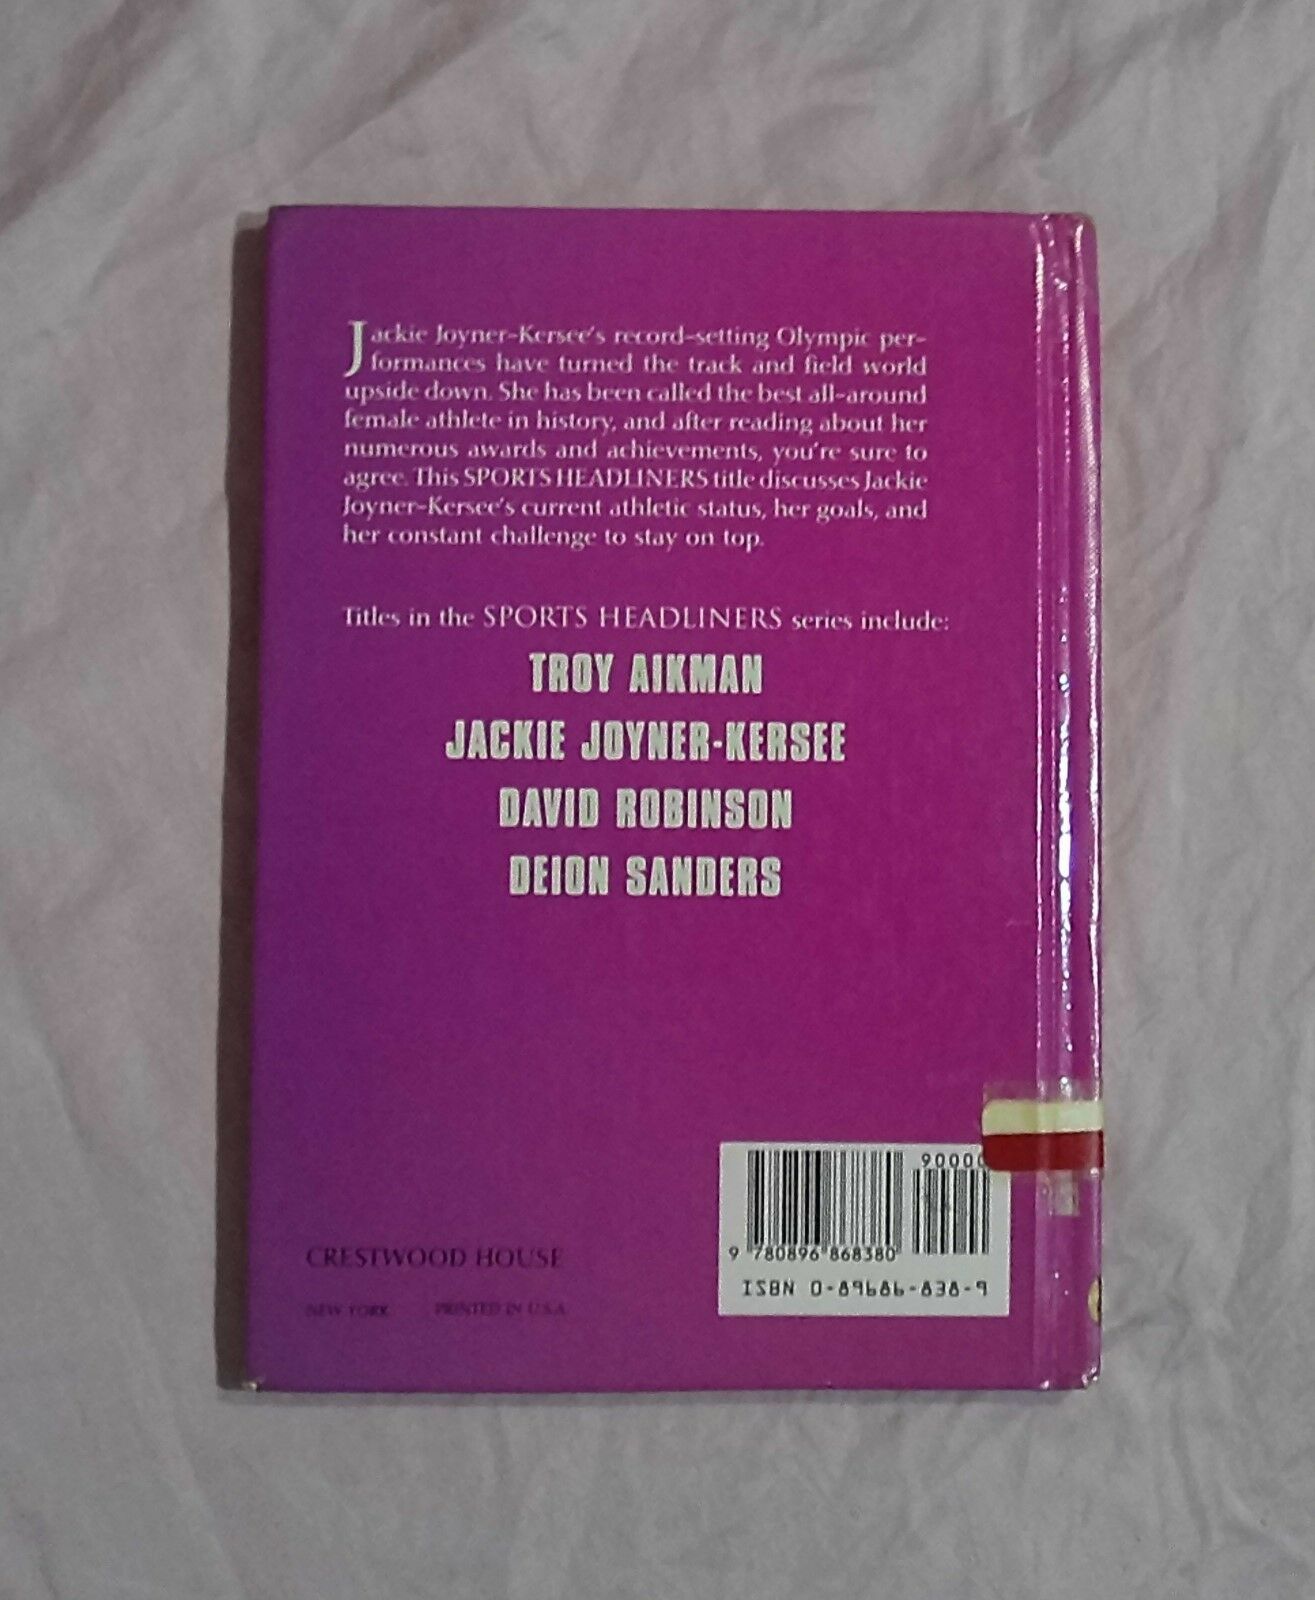 Jackie Joyner-Kersee's record-setting Olympic per-
formances have turned the track and field world
upside down. She has been called the best all-around
female athlete in history, and after reading about her
numerous awards and achievements, you're sure to
agree. This SPORTS HEADLINERS title discusses Jackie
Joyner-Kersee's current athletic status, her goals, and
her constant challenge to stay on top.
Titles in the SPORTS HEADLINERS series include:
TROY AIKMAN
JACKIE JOYNER-KERSEE
DAVID ROBINSON
DEION SANDERS
90000
9 780896 868380
ISBN 0-89686-838-9
CRESTWOOD HOUSE
NEW YORK PRINTED IN U.S.A.